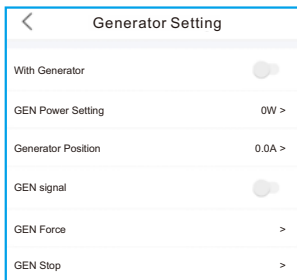 Generator Setting
With Generator
GEN Power Setting 0W >
Generator Position 0.0A >
GEN signal
GEN Force >
GEN Stop >